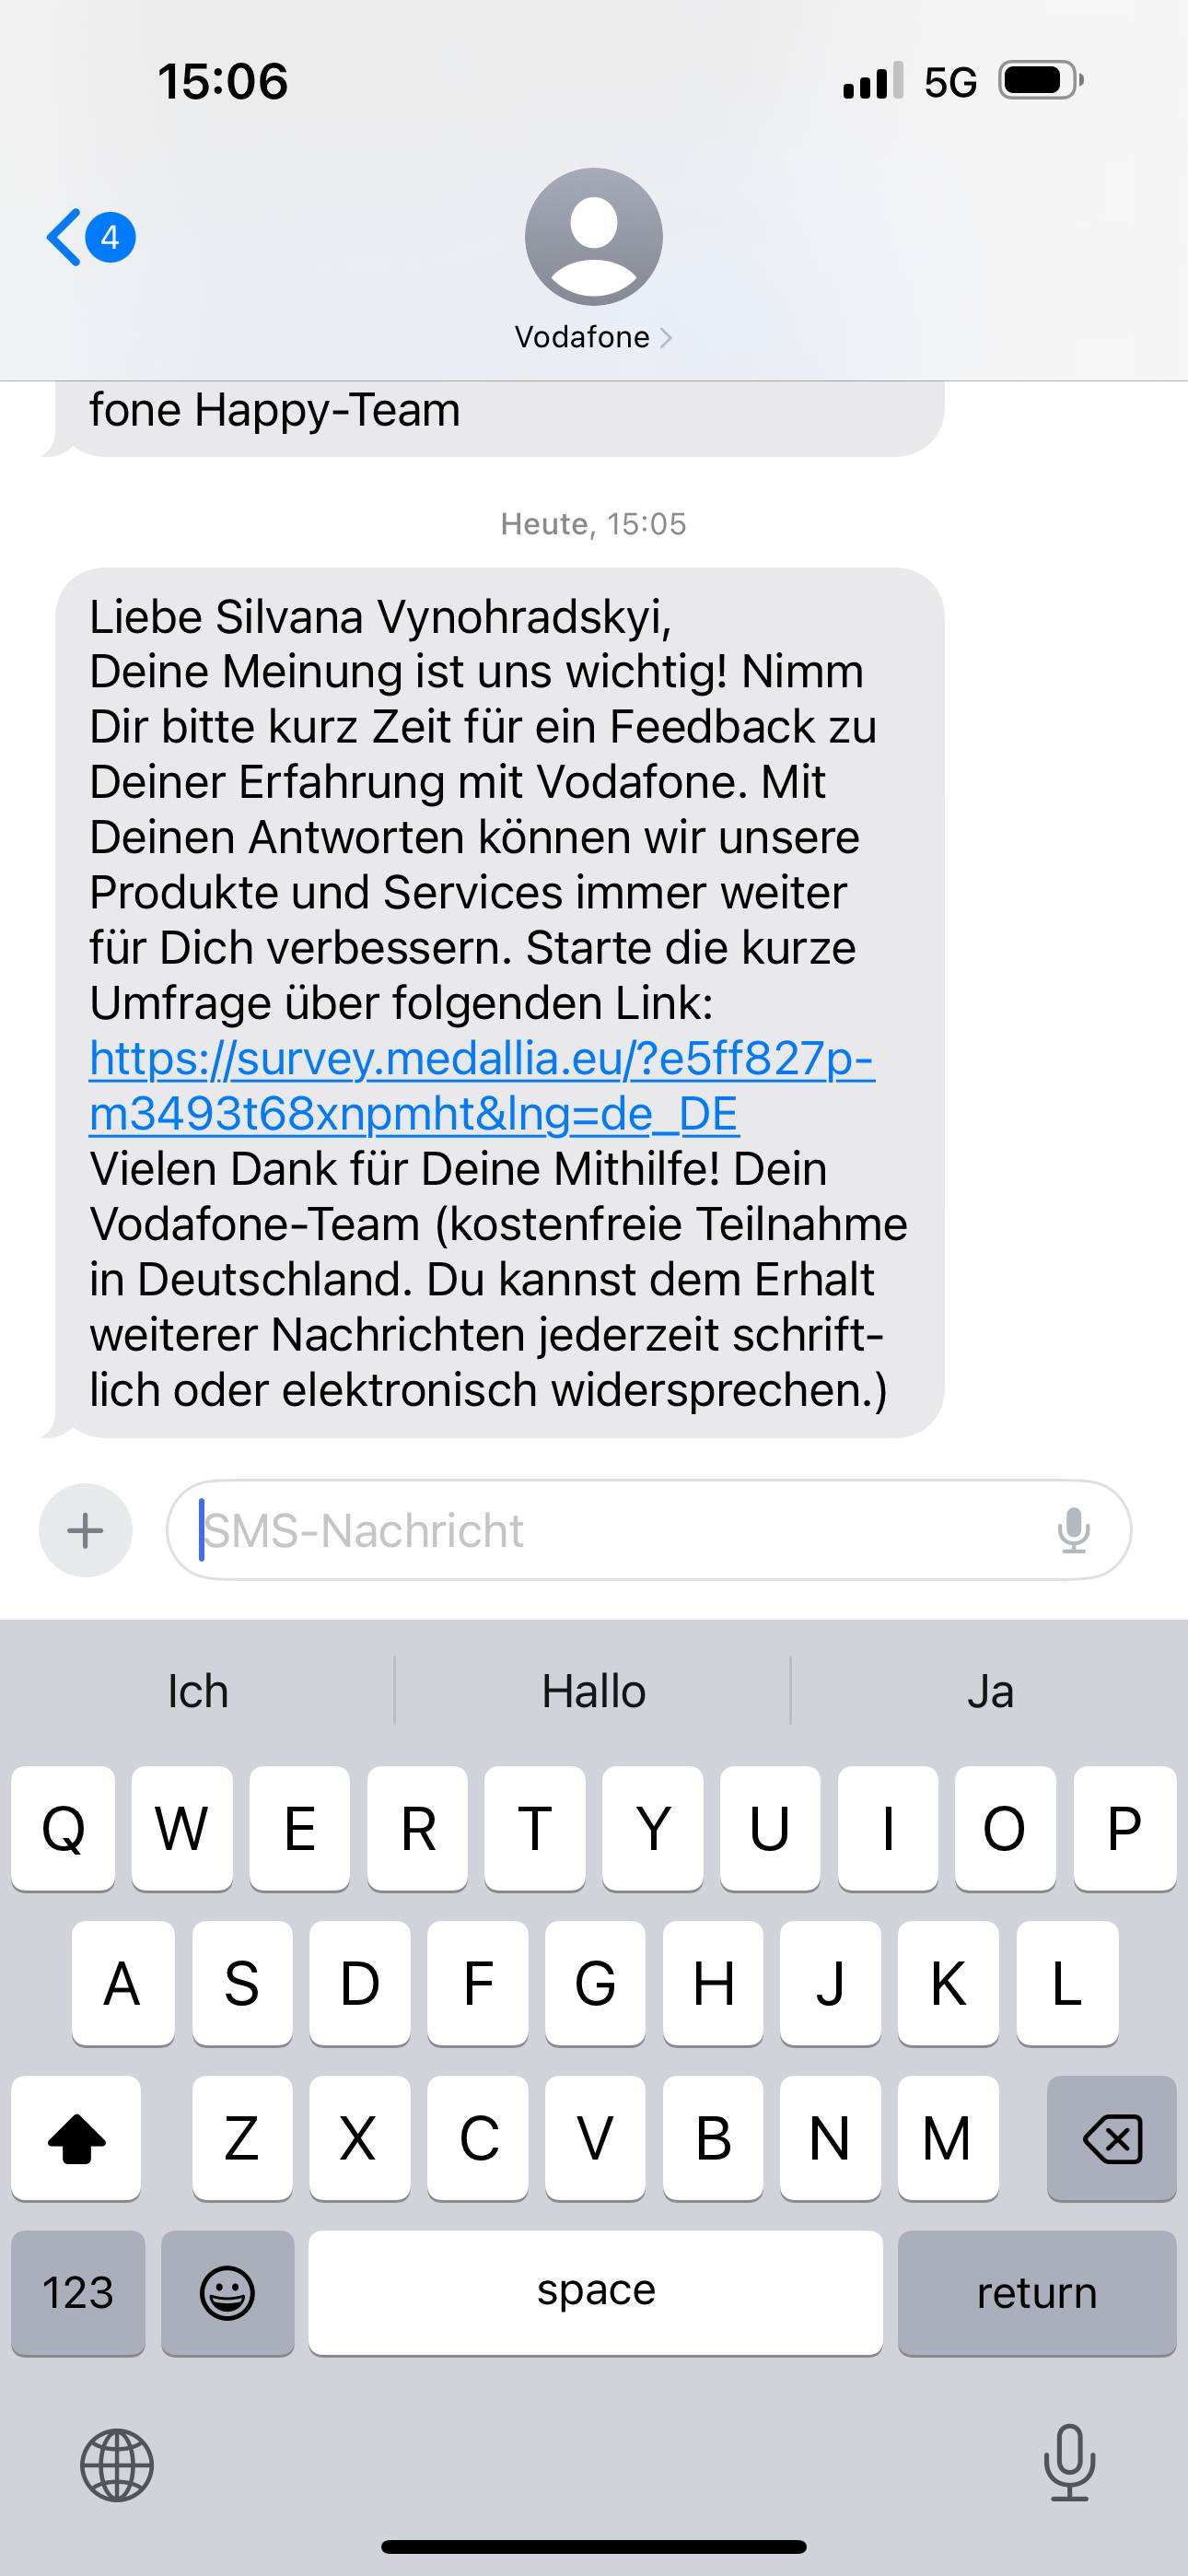 15:06
5G
4
Vodafone
fone Happy-Team
Heute, 15:05
Liebe Silvana Vynohradskyi,
Deine Meinung ist uns wichtig! Nimm
Dir bitte kurz Zeit für ein Feedback zu
Deiner Erfahrung mit Vodafone. Mit
Deinen Antworten können wir unsere
Produkte und Services immer weiter
für Dich verbessern. Starte die kurze
Umfrage über folgenden Link:
https://survey.medallia.eu/?e5ff827p-
m3493t68xnpmht&lng=de_DE
Vielen Dank für Deine Mithilfe! Dein
Vodafone-Team (kostenfreie Teilnahme
in Deutschland. Du kannst dem Erhalt
weiterer Nachrichten jederzeit schrift-
lich oder elektronisch widersprechen.)
SMS-Nachricht
Ich Hallo Ja
Q W E R T Y U I O P
A S D F G H J K L
Z X C V B N M
123 space return